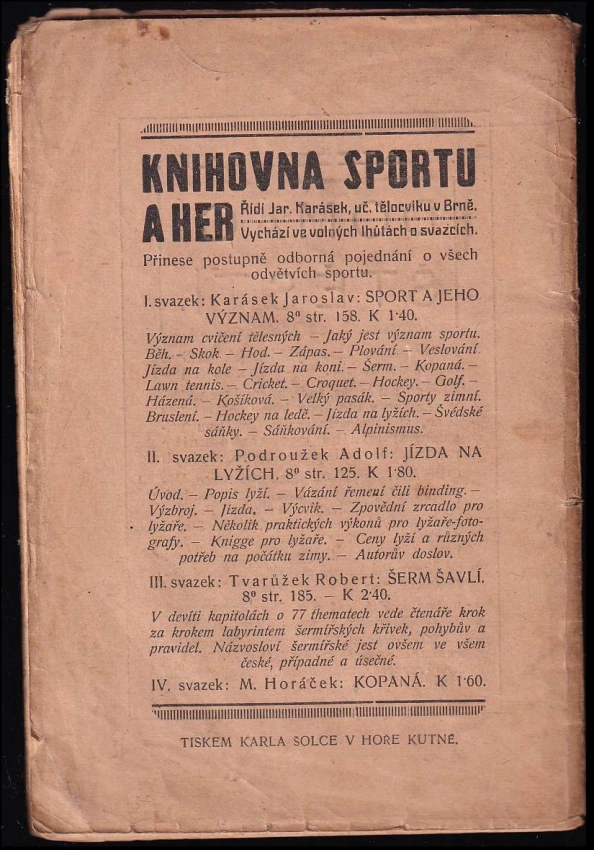 KNIHOVNA SPORTU
A HER Řídí Jar. Karásek, uč. tělocviku v Brně.
Vychází ve volných lhůtách o svazcích.
Přinese postupně odborná pojednání o všech
odvětvích sportu.
I. svazek: Karásek Jaroslav: SPORT A JEHO
VÝZNAM. 8º str. 158. K 1·40.
Význam cvičení tělesných — Jaký jest význam sportu.
Běh. — Skok. — Hod. — Zápas. — Plování — Veslování.
Jízda na kole — Jízda na koni. — Šerm. — Kopaná. —
Lawn tennis. — Cricket. — Croquet. — Hockey. — Golf. —
Házená. — Košíková. — Velký pasák. — Sporty zimní.
Bruslení. — Hockey na ledě. — Jízda na lyžích. — Švédské
sáňky. — Sáňkování. — Alpinismus.
II. svazek: Podroužek Adolf: JÍZDA NA
LYŽÍCH. 8º str. 125. K 1·80.
Úvod. — Popis lyží. — Vázání řemení čili binding. —
Výzbroj. — Jízda. — Výcvik. — Zpovědní zrcadlo pro
lyžaře. — Několik praktických výkonů pro lyžaře-foto-
grafy. — Knigge pro lyžaře. — Ceny lyží a různých
potřeb na počátku zimy. — Autorův doslov.
III. svazek: Tvarůžek Robert: ŠERM ŠAVLÍ.
8º str. 185. — K 2·40.
V devíti kapitolách o 77 thematech vede čtenáře krok
za krokem labyrintem šermířských křivek, pohybův a
pravidel. Názvosloví šermířské jest ovšem ve všem
české, případné a úsečné.
IV. svazek: M. Horáček: KOPANÁ. K 1·60.
TISKEM KARLA ŠOLCE V HOŘE KUTNÉ.